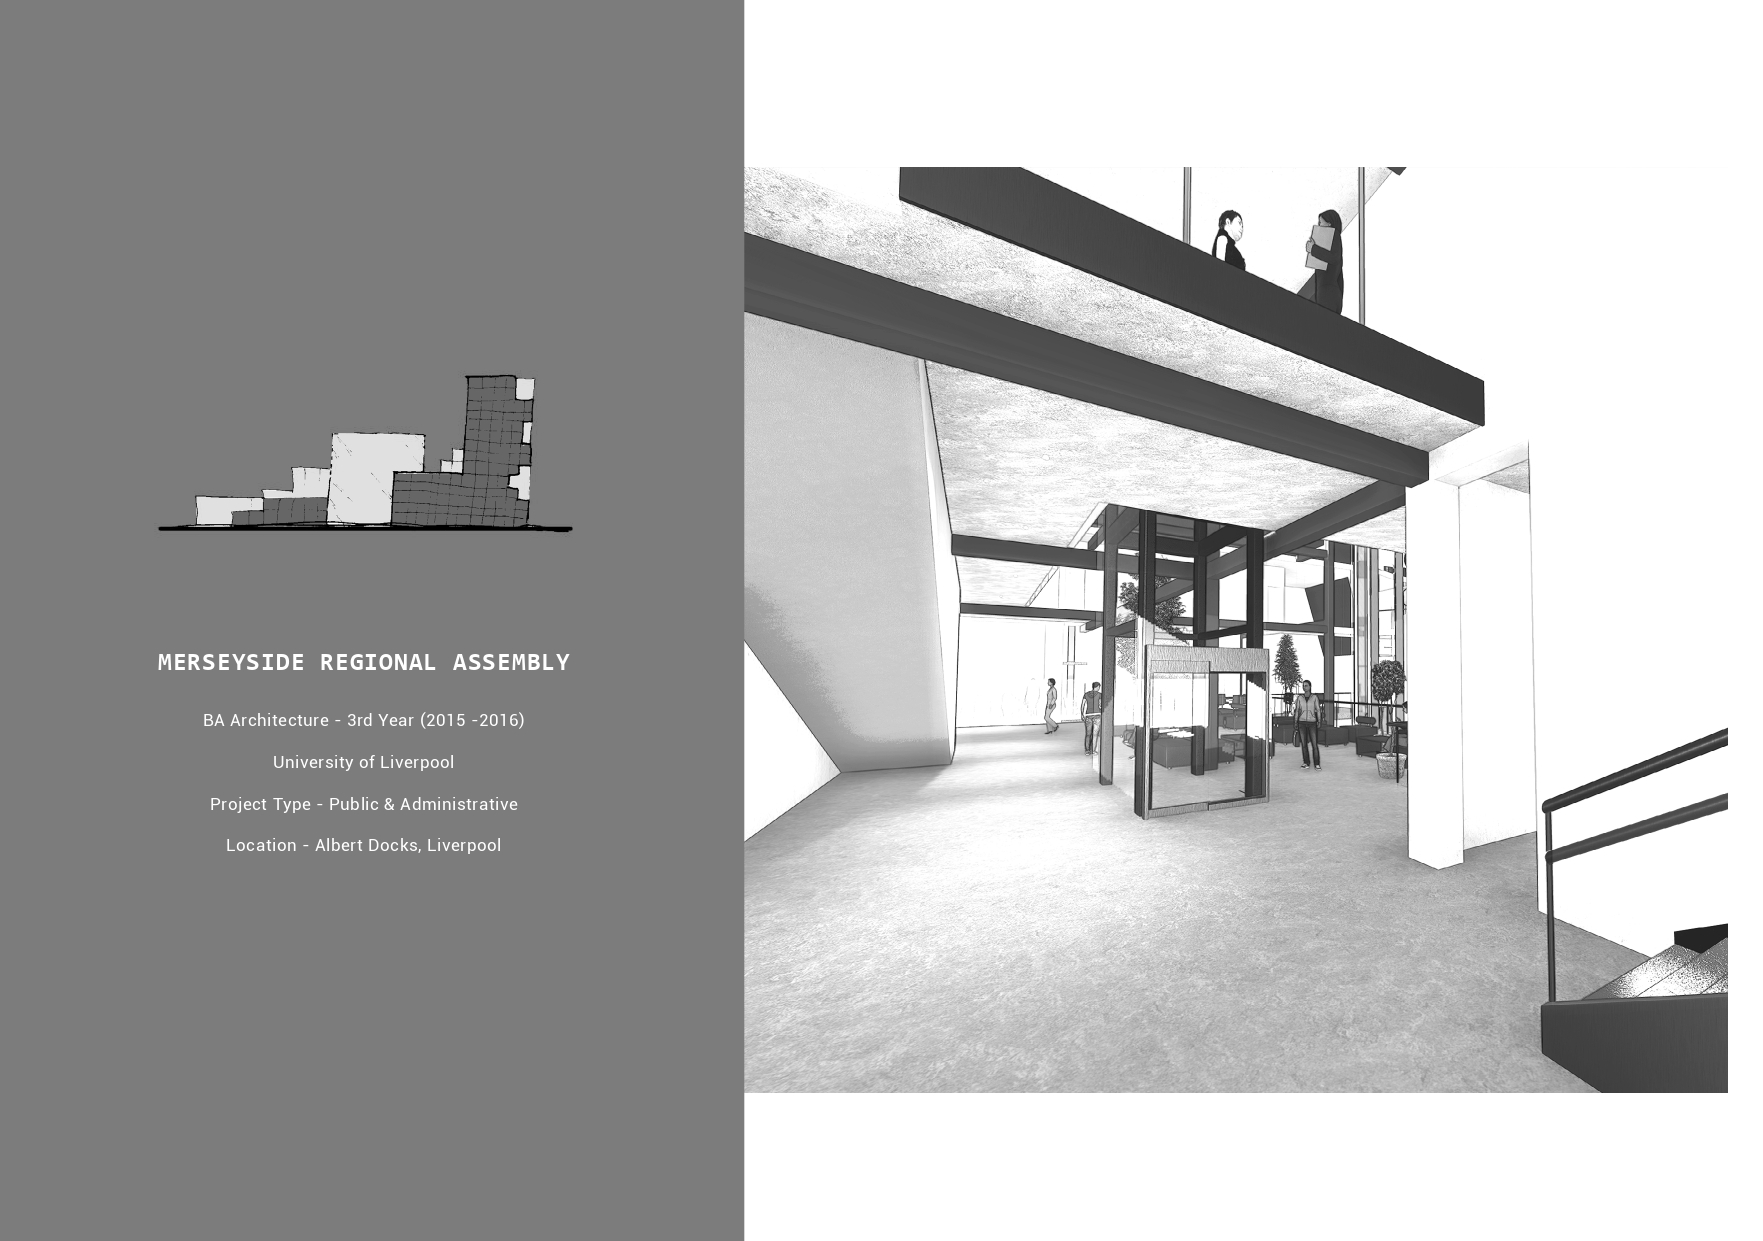 MERSEYSIDE REGIONAL ASSEMBLY
BA Architecture - 3rd Year (2015 -2016)
University of Liverpool
Project Type - Public & Administrative
Location - Albert Docks, Liverpool